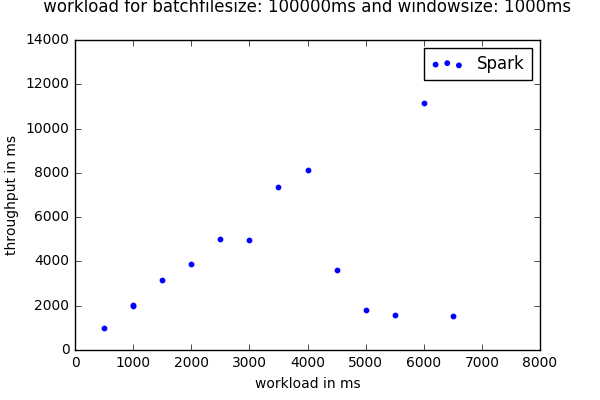 workload for batchfilesize: 100000ms and windowsize: 1000ms
14000
12000
10000
8000
6000
4000
2000
0
throughput in ms
Spark
0 1000 2000 3000 4000 5000 6000 7000 8000
workload in ms